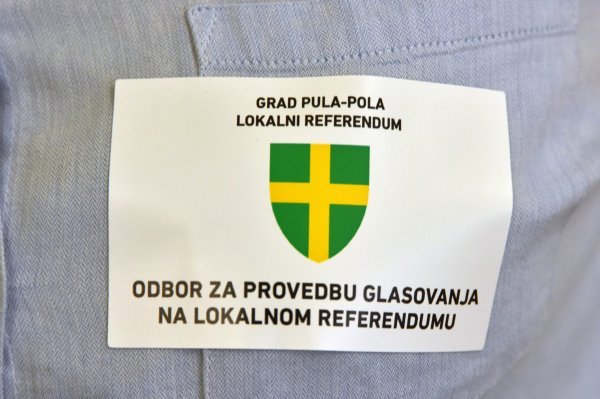 GRAD PULA-POLA
LOKALNI REFERENDUM
ODBOR ZA PROVEDBU GLASOVANJA
NA LOKALNOM REFERENDUMU